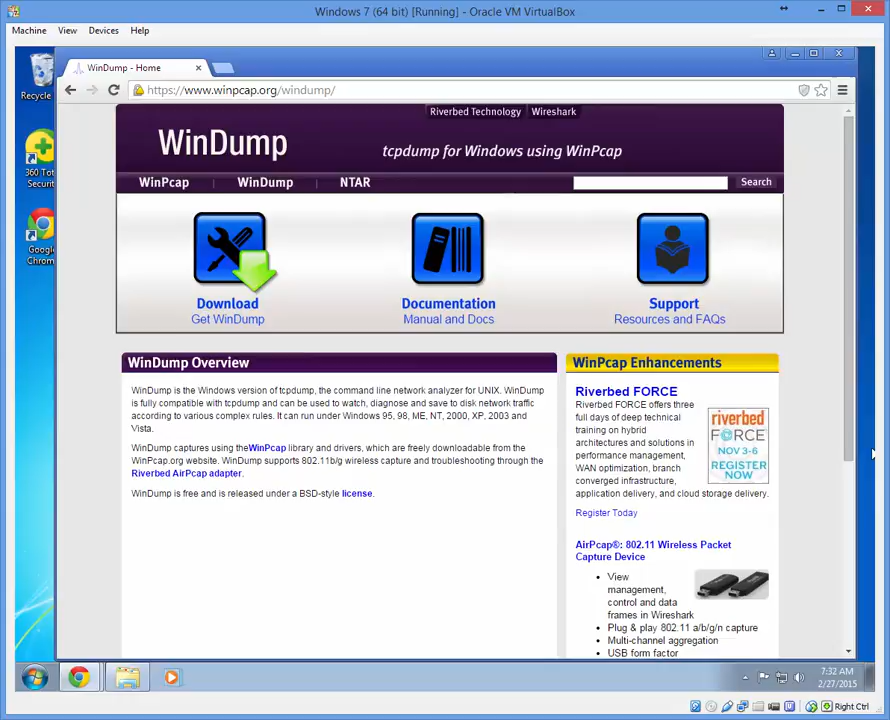 Windows 7 (64 bit) [Running] - Oracle VM VirtualBox
Machine View Devices Help
Recycle
360 Tot
Securit
Google
Chrom
WinDump - Home
https://www.winpcap.org/windump/
Riverbed Technology Wireshark
WinDump
tcpdump for Windows using WinPcap
WinPcap | WinDump | NTAR
Search
Download
Get WinDump
Documentation
Manual and Docs
Support
Resources and FAQs
WinDump Overview
WinDump is the Windows version of tcpdump, the command line network analyzer for UNIX. WinDump
is fully compatible with tcpdump and can be used to watch, diagnose and save to disk network traffic
according to various complex rules. It can run under Windows 95, 98, ME, NT, 2000, XP, 2003 and
Vista.
WinDump captures using theWinPcap library and drivers, which are freely downloadable from the
WinPcap.org website. WinDump supports 802.11b/g wireless capture and troubleshooting through the
Riverbed AirPcap adapter.
WinDump is free and is released under a BSD-style license.
WinPcap Enhancements
Riverbed FORCE
Riverbed FORCE offers three
full days of deep technical
training on hybrid
architectures and solutions in
performance management,
WAN optimization, branch
converged infrastructure,
application delivery, and cloud storage delivery.
riverbed
FORCE
NOV 3-6
REGISTER
NOW
Register Today
AirPcap®: 802.11 Wireless Packet
Capture Device
• View
management,
control and data
frames in Wireshark
• Plug & play 802.11 a/b/g/n capture
• Multi-channel aggregation
• USB form factor
7:32 AM
2/27/2015
Right Ctrl